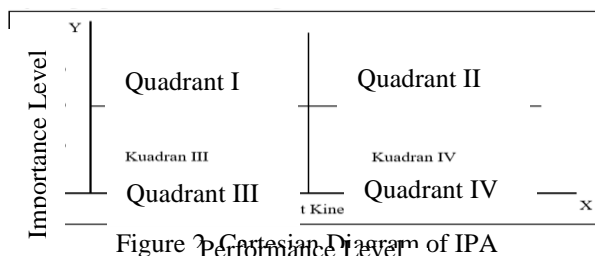 Y
Importance Level
Quadrant I
Quadrant II
Kuadran III
Kuadran IV
Quadrant III
Quadrant IV
t Kine
X
Figure Cartesian Diagram of IPA
Performance Level